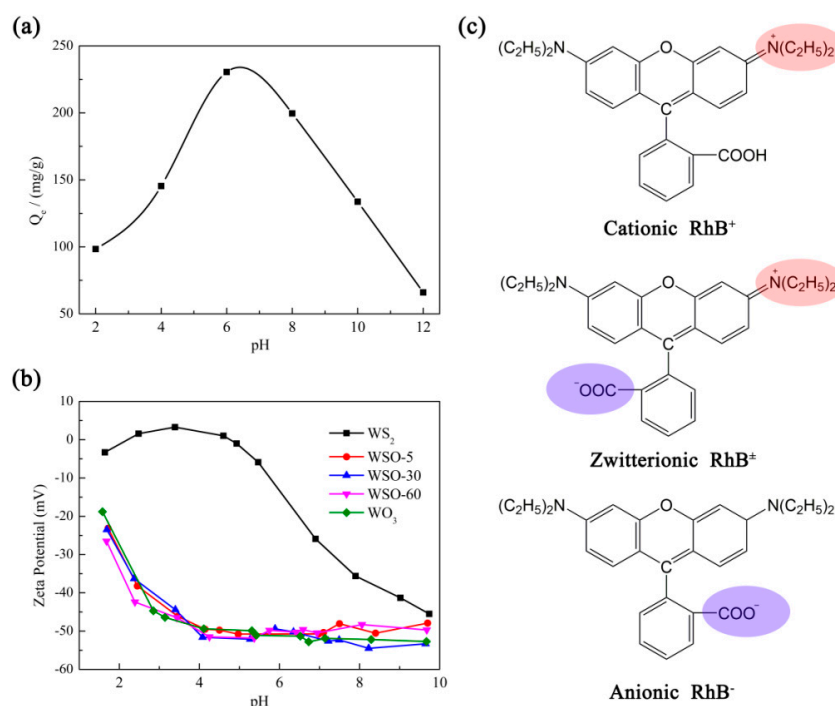 (a)
250
200
150
100
50
Qe / (mg/g)
2 4 6 8 10 12
pH
(b)
10
0
-10
-20
-30
-40
-50
-60
Zeta Potential (mV)
WS2
WSO-5
WSO-30
WSO-60
WO3
2 4 6 8 10
pH
(c)
(C2H5)2N O +N(C2H5)2
C
COOH
Cationic RhB+
(C2H5)2N O +N(C2H5)2
C
-OOC
Zwitterionic RhB±
(C2H5)2N O N(C2H5)2
C
COO-
Anionic RhB-